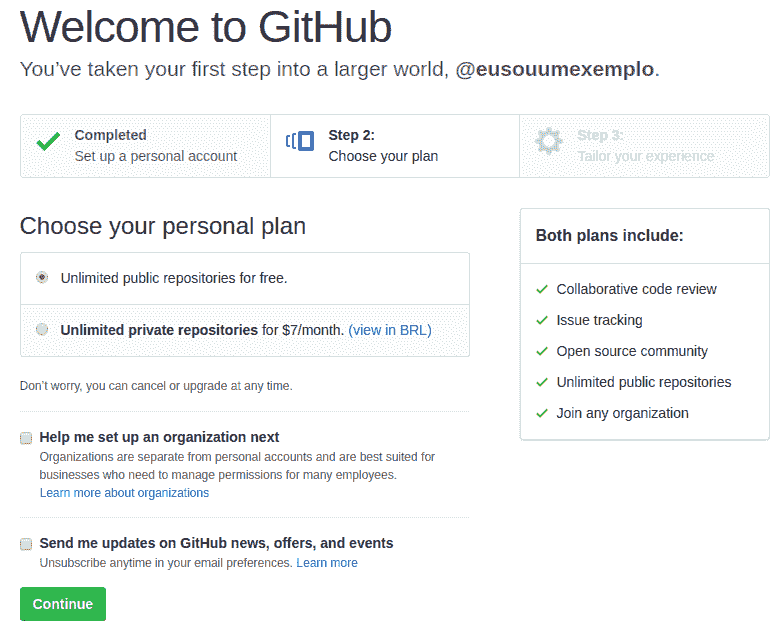 Welcome to GitHub
You've taken your first step into a larger world, @eusouumexemplo.
Completed
Set up a personal account
Step 2:
Choose your plan
Step 3:
Tailor your experience
Choose your personal plan
Unlimited public repositories for free.
Unlimited private repositories for $7/month. (view in BRL)
Don't worry, you can cancel or upgrade at any time.
Help me set up an organization next
Organizations are separate from personal accounts and are best suited for
businesses who need to manage permissions for many employees.
Learn more about organizations
Send me updates on GitHub news, offers, and events
Unsubscribe anytime in your email preferences. Learn more
Continue
Both plans include:
Collaborative code review
Issue tracking
Open source community
Unlimited public repositories
Join any organization